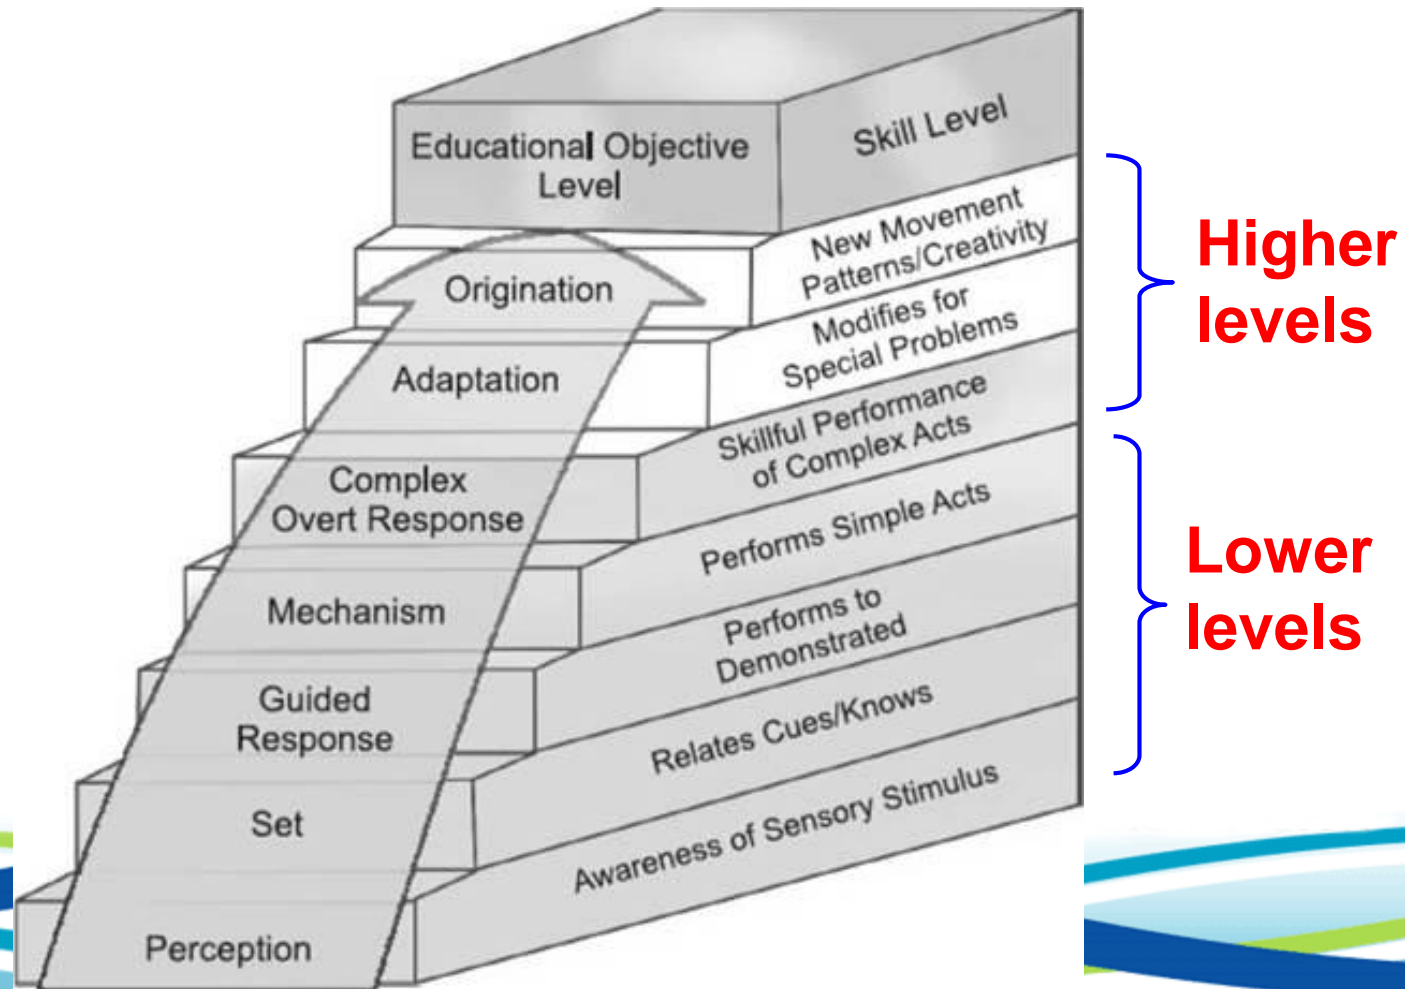 Educational Objective
Level
Skill Level
Origination
New Movement
Patterns/Creativity
Adaptation
Modifies for
Special Problems
Complex
Overt Response
Skillful Performance
of Complex Acts
Mechanism
Performs Simple Acts
Guided
Response
Performs to
Demonstrated
Set
Relates Cues/Knows
Perception
Awareness of Sensory Stimulus
Higher
levels
Lower
levels